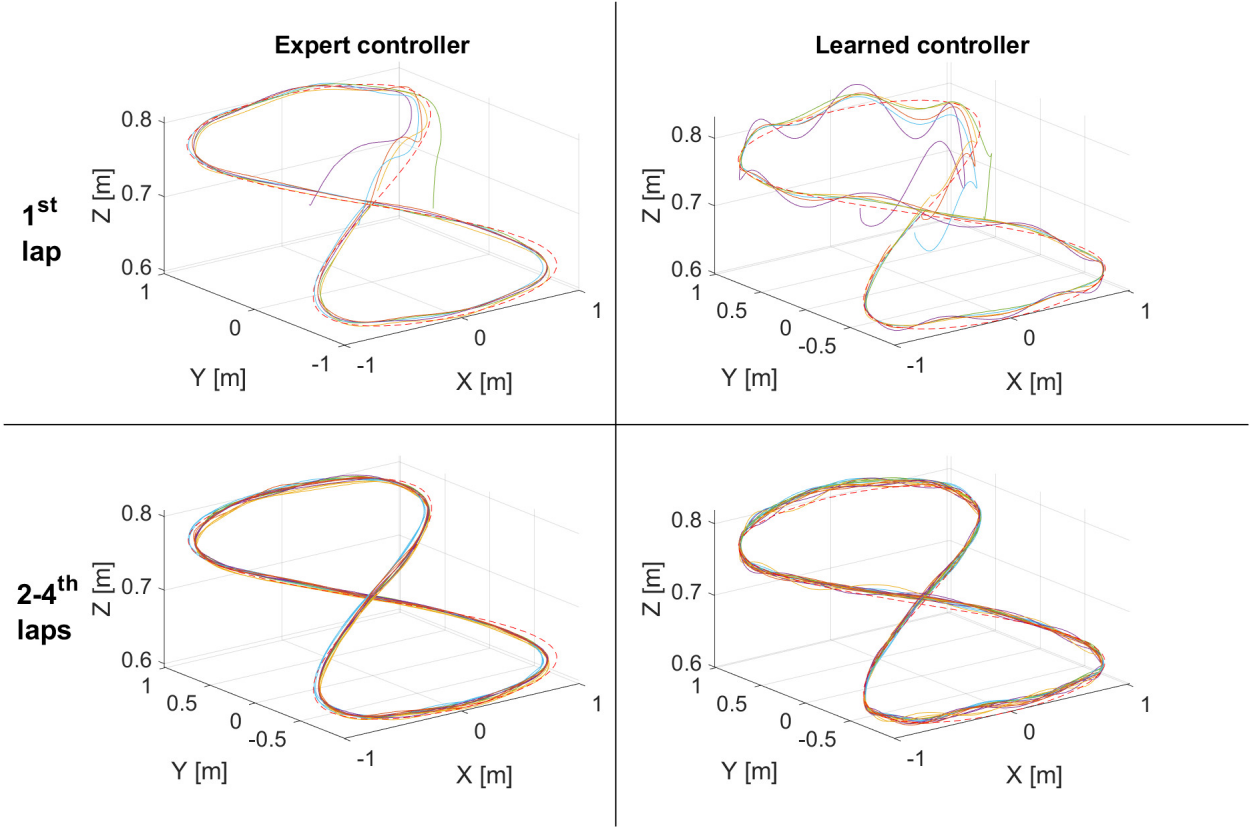 Expert controller
Learned controller
1st
lap
Z [m]
0.8
0.7
0.6
1
0
-1
Y [m]
-1
0
1
X [m]
Z [m]
0.8
0.7
0.6
1
0.5
0
-0.5
Y [m]
-1
0
1
X [m]
2-4th
laps
Z [m]
0.8
0.7
0.6
1
0.5
0
-0.5
Y [m]
-1
0
1
X [m]
Z [m]
0.8
0.7
0.6
1
0.5
0
-0.5
Y [m]
-1
0
1
X [m]